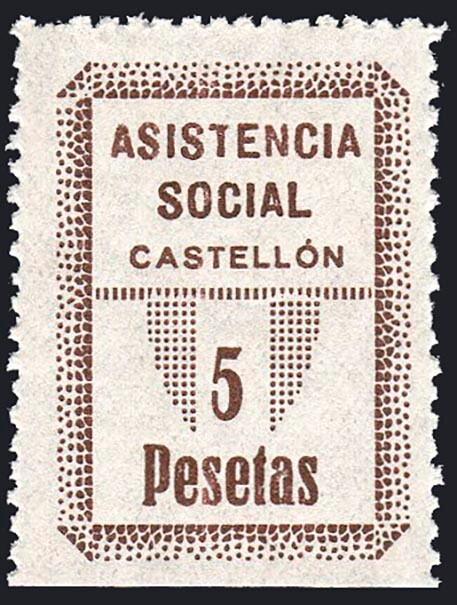 ASISTENCIA
SOCIAL
CASTELLÓN
5
Pesetas